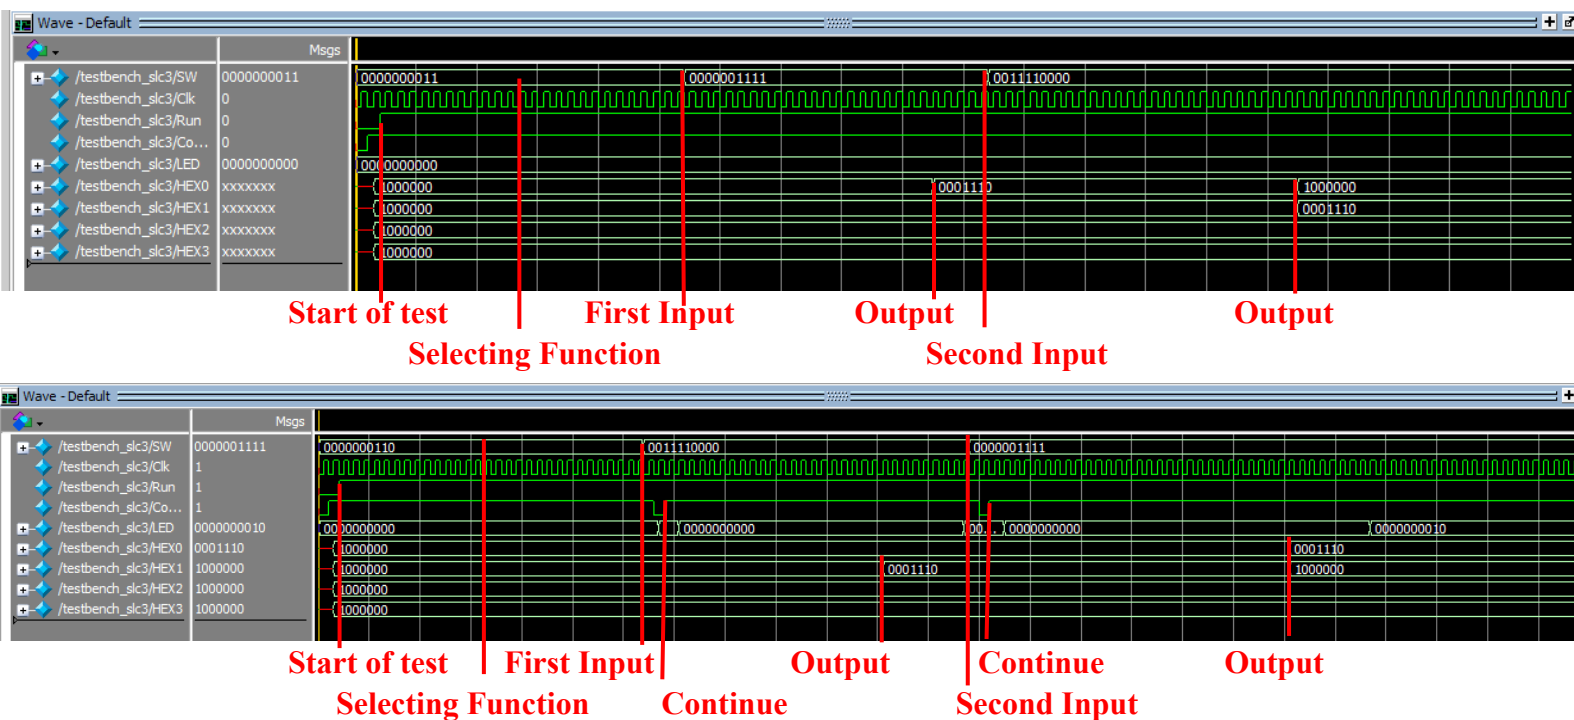 Wave - Default
Msgs
/testbench_slc3/SW 0000000011 0000000011 0000001111 0011110000
/testbench_slc3/Clk 0
/testbench_slc3/Run 0
/testbench_slc3/Co... 0
/testbench_slc3/LED 0000000000 0000000000
/testbench_slc3/HEX0 xxxxxxx 1000000 0001110 1000000
/testbench_slc3/HEX1 xxxxxxx 1000000 0001110
/testbench_slc3/HEX2 xxxxxxx 1000000
/testbench_slc3/HEX3 xxxxxxx 1000000
Start of test First Input Output Output
Selecting Function Second Input
Wave - Default
Msgs
/testbench_slc3/SW 0000001111 0000000110 0011110000 0000001111
/testbench_slc3/Clk 1
/testbench_slc3/Run 1
/testbench_slc3/Co... 1
/testbench_slc3/LED 0000000010 0000000000 0000000000 00... 0000000000 0000000010
/testbench_slc3/HEX0 0001110 1000000 0001110
/testbench_slc3/HEX1 1000000 1000000 0001110 1000000
/testbench_slc3/HEX2 1000000 1000000
/testbench_slc3/HEX3 1000000 1000000
Start of test First Input Output Continue Output
Selecting Function Continue Second Input